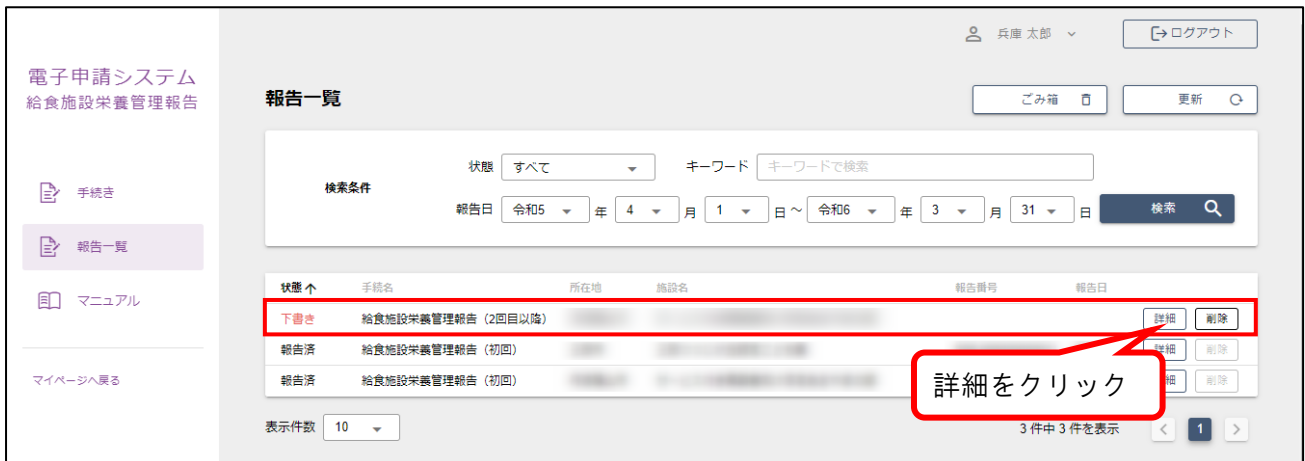 兵庫 太郎
ログアウト
電子申請システム
給食施設栄養管理報告
報告一覧
ごみ箱
更新
状態 すべて キーワード キーワードで検索
検索条件
報告日 令和5 年 4 月 1 日 ~ 令和6 年 3 月 31 日 検索
手続き
報告一覧
マニュアル
マイページへ戻る
状態 手続名 所在地 施設名 報告番号 報告日
下書き 給食施設栄養管理報告（2回目以降） 詳細 削除
報告済 給食施設栄養管理報告（初回） 詳細 削除
報告済 給食施設栄養管理報告（初回） 細 削除
詳細をクリック
表示件数 10
3 件中 3 件を表示 < 1 >